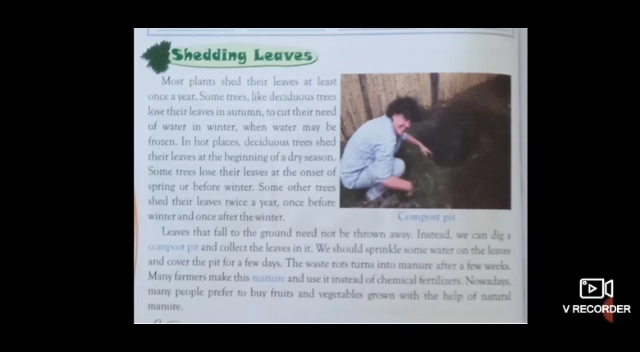 Shedding Leaves
Most plants shed their leaves at least
once a year. Some trees, like deciduous trees
lose their leaves in autumn, to cut their need
of water in winter, when water may be
frozen. In hot places, deciduous trees shed
their leaves at the beginning of a dry season.
Some trees lose their leaves at the onset of
spring or before winter. Some other trees
shed their leaves twice a year, once before
winter and once after the winter.
Compost pit
Leaves that fall to the ground need not be thrown away. Instead, we can dig a
compost pit and collect the leaves in it. We should sprinkle some water on the leaves
and cover the pit for a few days. The waste rots turns into manure after a few weeks.
Many farmers make this manure and use it instead of chemical fertilizers. Nowadays,
many people prefer to buy fruits and vegetables grown with the help of natural
manure.
V RECORDER